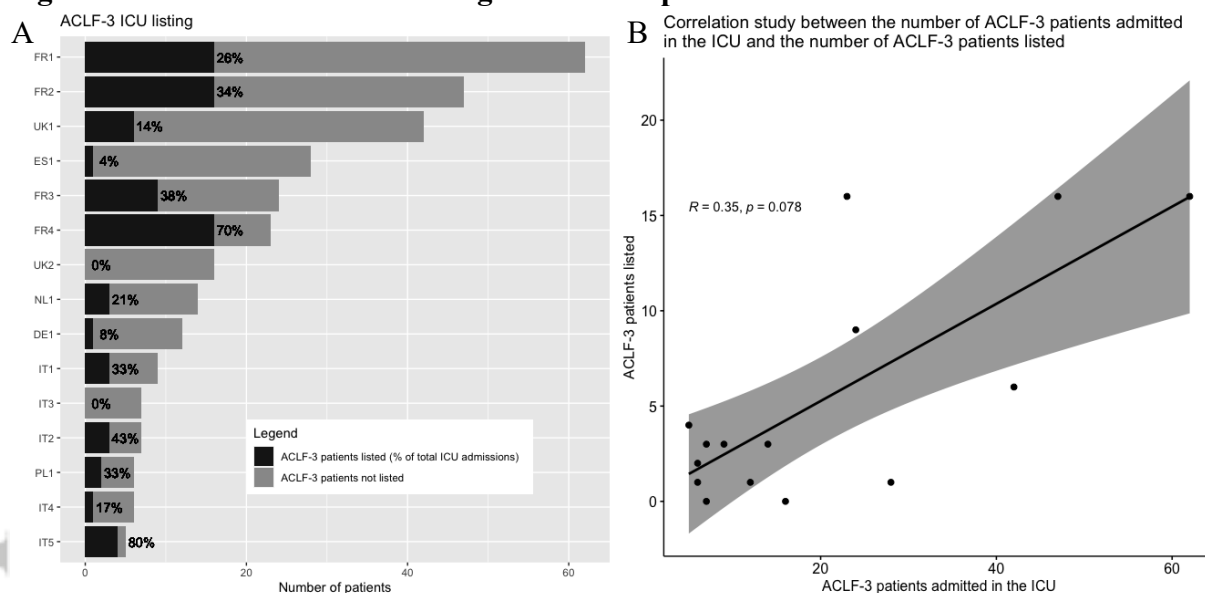 ACLF-3 ICU listing
A
FR1
26%
FR2
34%
UK1
14%
ES1
4%
FR3
38%
FR4
70%
UK2
0%
NL1
21%
DE1
8%
IT1
33%
IT3
0%
IT2
43%
PL1
33%
IT4
17%
IT5
80%
Legend
ACLF-3 patients listed (% of total ICU admissions)
ACLF-3 patients not listed
0 20 40 60
Number of patients
B
Correlation study between the number of ACLF-3 patients admitted
in the ICU and the number of ACLF-3 patients listed
R = 0.35, p = 0.078
ACLF-3 patients listed
20
15
10
5
0
20 40 60
ACLF-3 patients admitted in the ICU